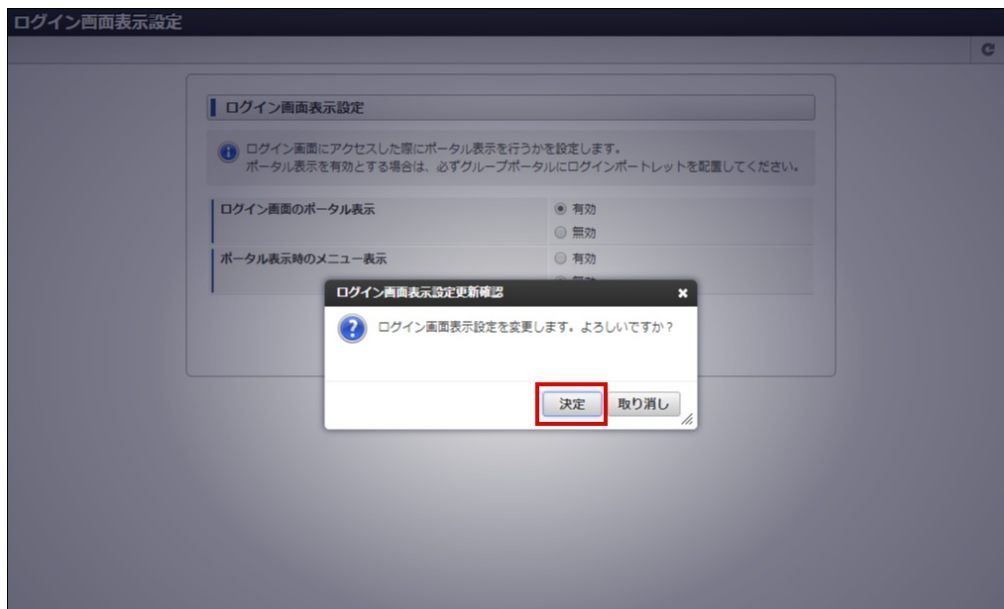 ログイン画面表示設定
ログイン画面表示設定
ログイン画面にアクセスした際にポータル表示を行うかを設定します。
ポータル表示を有効とする場合は、必ずグループポータルにログインポートレットを配置してください。
ログイン画面のポータル表示
有効
無効
ポータル表示時のメニュー表示
有効
ログイン画面表示設定更新確認
ログイン画面表示設定を変更します。よろしいですか？
決定 取り消し